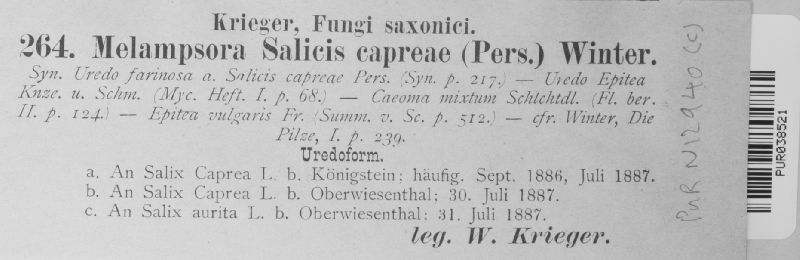 Krieger, Fungi saxonici.
264. Melampsora Salicis capreae (Pers.) Winter.
Syn. Uredo farinosa a. Salicis capreae Pers. (Syn. p. 217.) — Uredo Epitea
Knze. u. Schm. (Myc. Heft. I. p. 68.) — Caeoma mixtum Schlchtdl. (Fl. ber.
II. p. 124.) — Epitea vulgaris Fr. (Summ. v. Sc. p. 512.) — cfr. Winter, Die
Pilze, I. p. 239.
Uredoform.
a. An Salix Caprea L. b. Königstein; häufig. Sept. 1886, Juli 1887.
b. An Salix Caprea L. b. Oberwiesenthal; 30. Juli 1887.
c. An Salix aurita L. b. Oberwiesenthal; 31. Juli 1887.
leg. W. Krieger.
PUR N12940 (c)
PUR038521